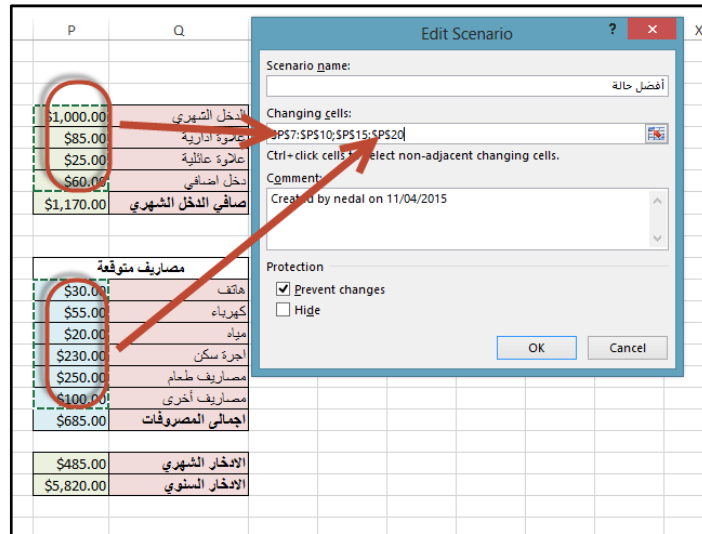 P Q X
Edit Scenario ? ×
Scenario name:
أفضل حالة
Changing cells:
$P$7:$P$10;$P$15:$P$20
Ctrl+click cells to select non-adjacent changing cells.
Comment:
Created by nedal on 11/04/2015
Protection
Prevent changes
Hide
OK Cancel
$1,000.00 الدخل الشهري
$85.00 علاوة ادارية
$25.00 علاوة عائلية
$60.00 دخل اضافي
$1,170.00 صافي الدخل الشهري
مصاريف متوقعة
$30.00 هاتف
$55.00 كهرباء
$20.00 مياه
$230.00 اجرة سكن
$250.00 مصاريف طعام
$100.00 مصاريف أخرى
$685.00 اجمالي المصروفات
$485.00 الادخار الشهري
$5,820.00 الادخار السنوي